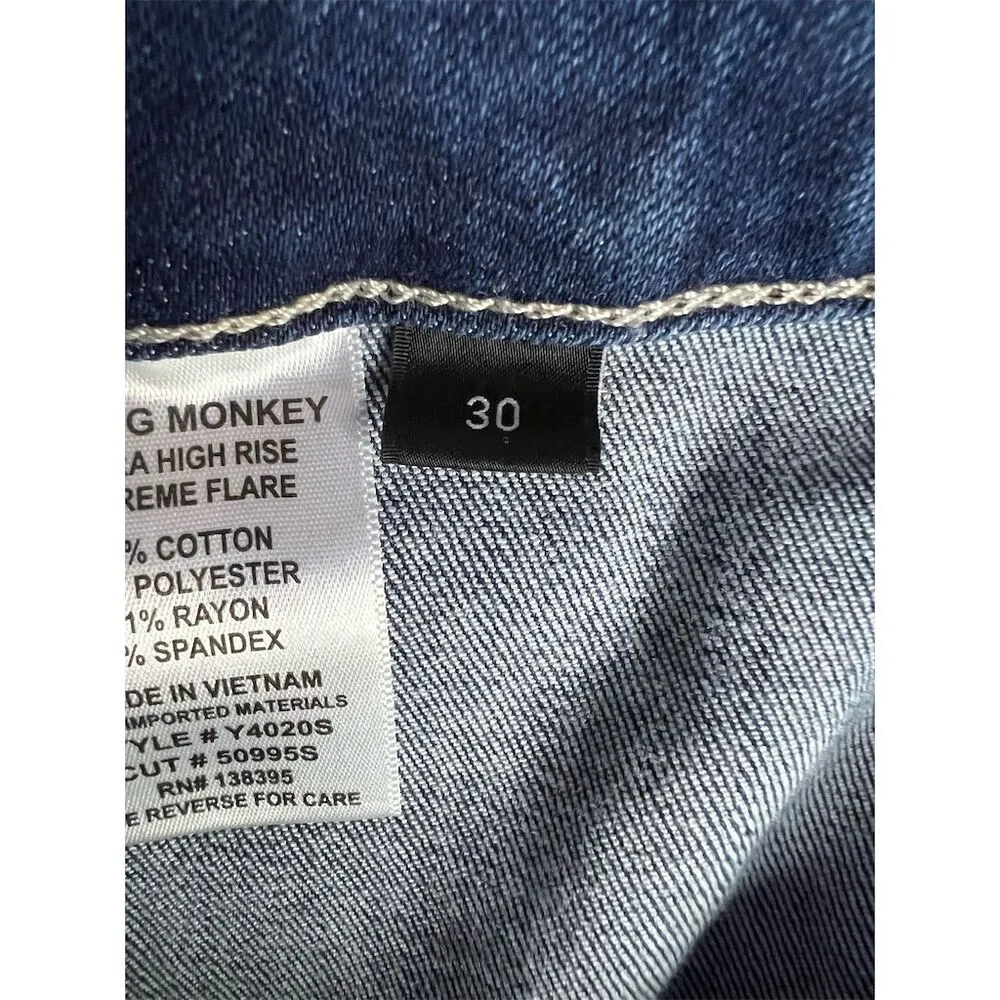 G MONKEY
A HIGH RISE
REME FLARE
% COTTON
POLYESTER
1% RAYON
% SPANDEX
DE IN VIETNAM
IMPORTED MATERIALS
YLE # Y4020S
CUT # 50995S
RN# 138395
E REVERSE FOR CARE
30